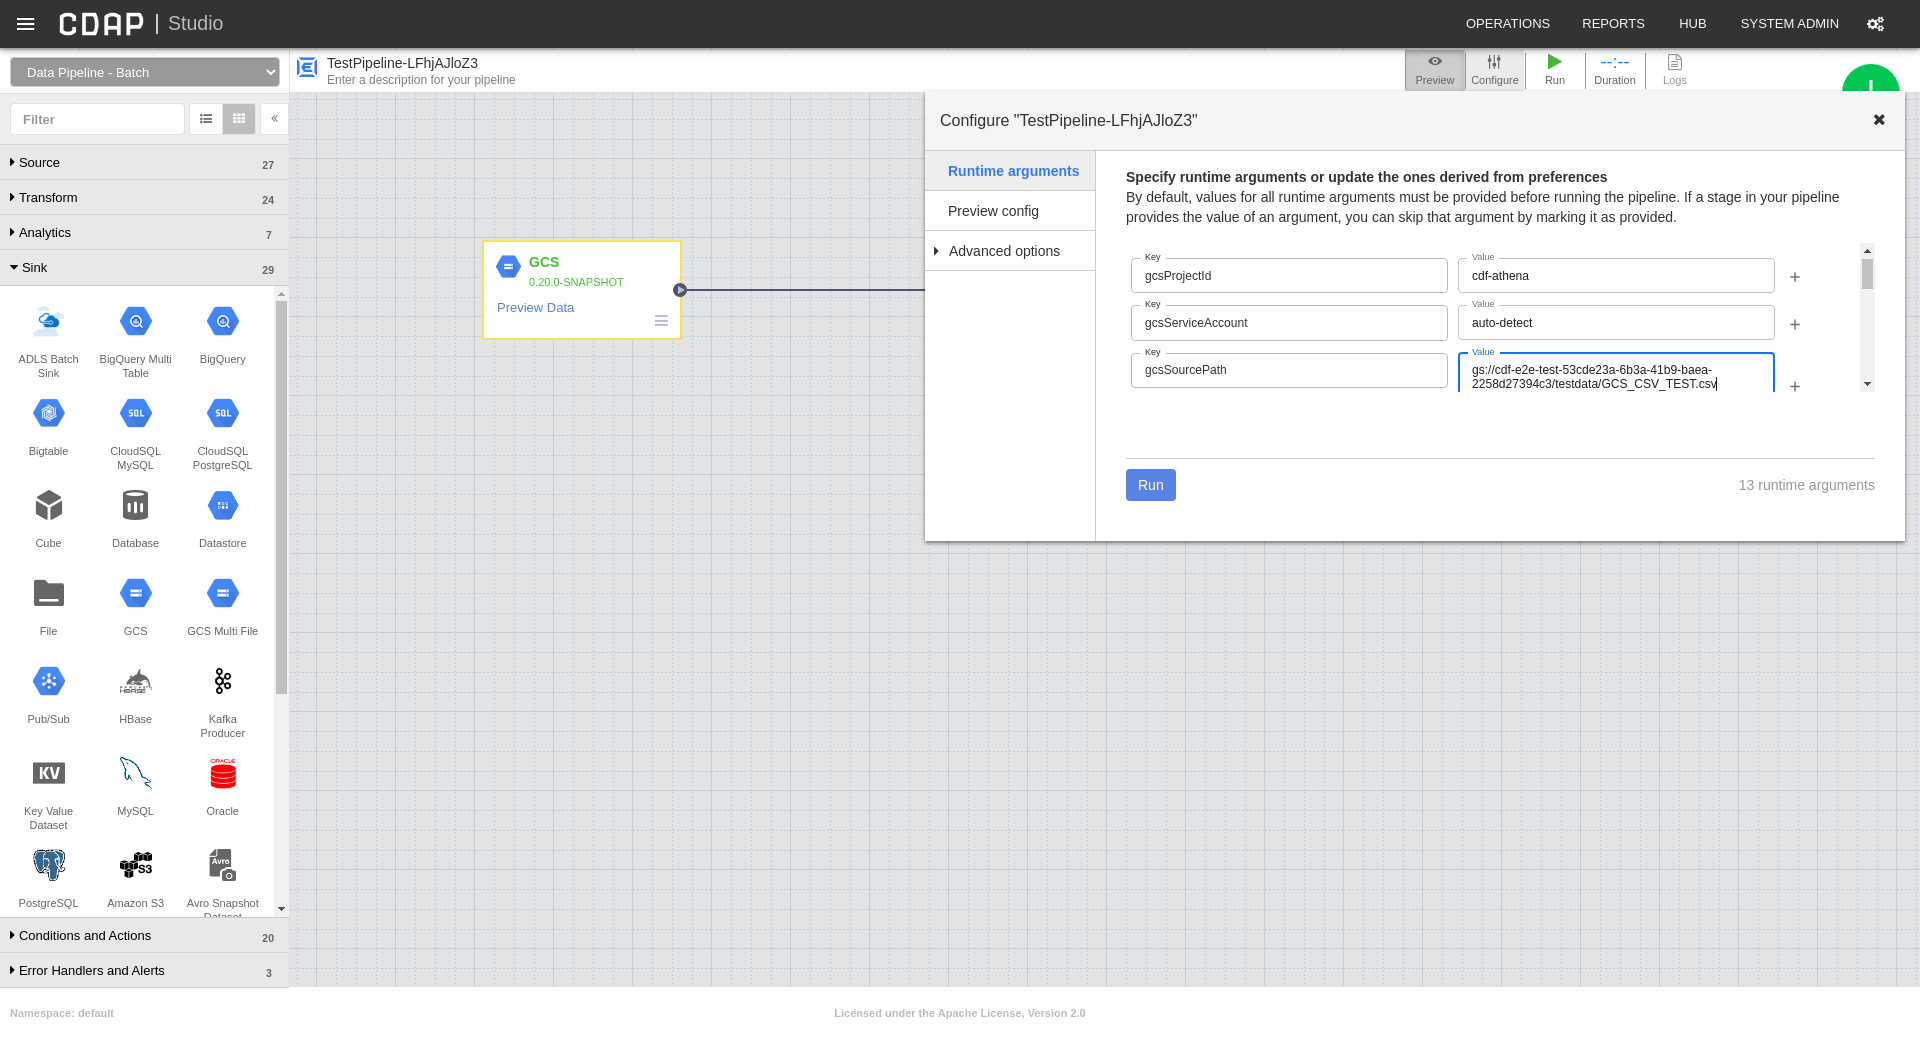 CDAP | Studio
OPERATIONS REPORTS HUB SYSTEM ADMIN
Data Pipeline - Batch
TestPipeline-LFhjAJloZ3
Enter a description for your pipeline
Preview Configure Run Duration Logs
--:--
Filter
Source 27
Transform 24
Analytics 7
Sink 29
ADLS Batch Sink
BigQuery Multi Table
BigQuery
Bigtable
SQL
CloudSQL MySQL
SQL
CloudSQL PostgreSQL
Cube
Database
Datastore
File
GCS
GCS Multi File
Pub/Sub
HBASE
HBase
Kafka Producer
KV
Key Value Dataset
MySQL
ORACLE
Oracle
PostgreSQL
S3
Amazon S3
Avro
Avro Snapshot Dataset
Conditions and Actions 20
Error Handlers and Alerts 3
GCS
0.20.0-SNAPSHOT
Preview Data
Configure "TestPipeline-LFhjAJloZ3"
Runtime arguments
Preview config
Advanced options
Specify runtime arguments or update the ones derived from preferences
By default, values for all runtime arguments must be provided before running the pipeline. If a stage in your pipeline
provides the value of an argument, you can skip that argument by marking it as provided.
Key Value
gcsProjectId cdf-athena
Key Value
gcsServiceAccount auto-detect
Key Value
gcsSourcePath gs://cdf-e2e-test-53cde23a-6b3a-41b9-baea-
2258d27394c3/testdata/GCS_CSV_TEST.csv
Run 13 runtime arguments
Namespace: default
Licensed under the Apache License, Version 2.0